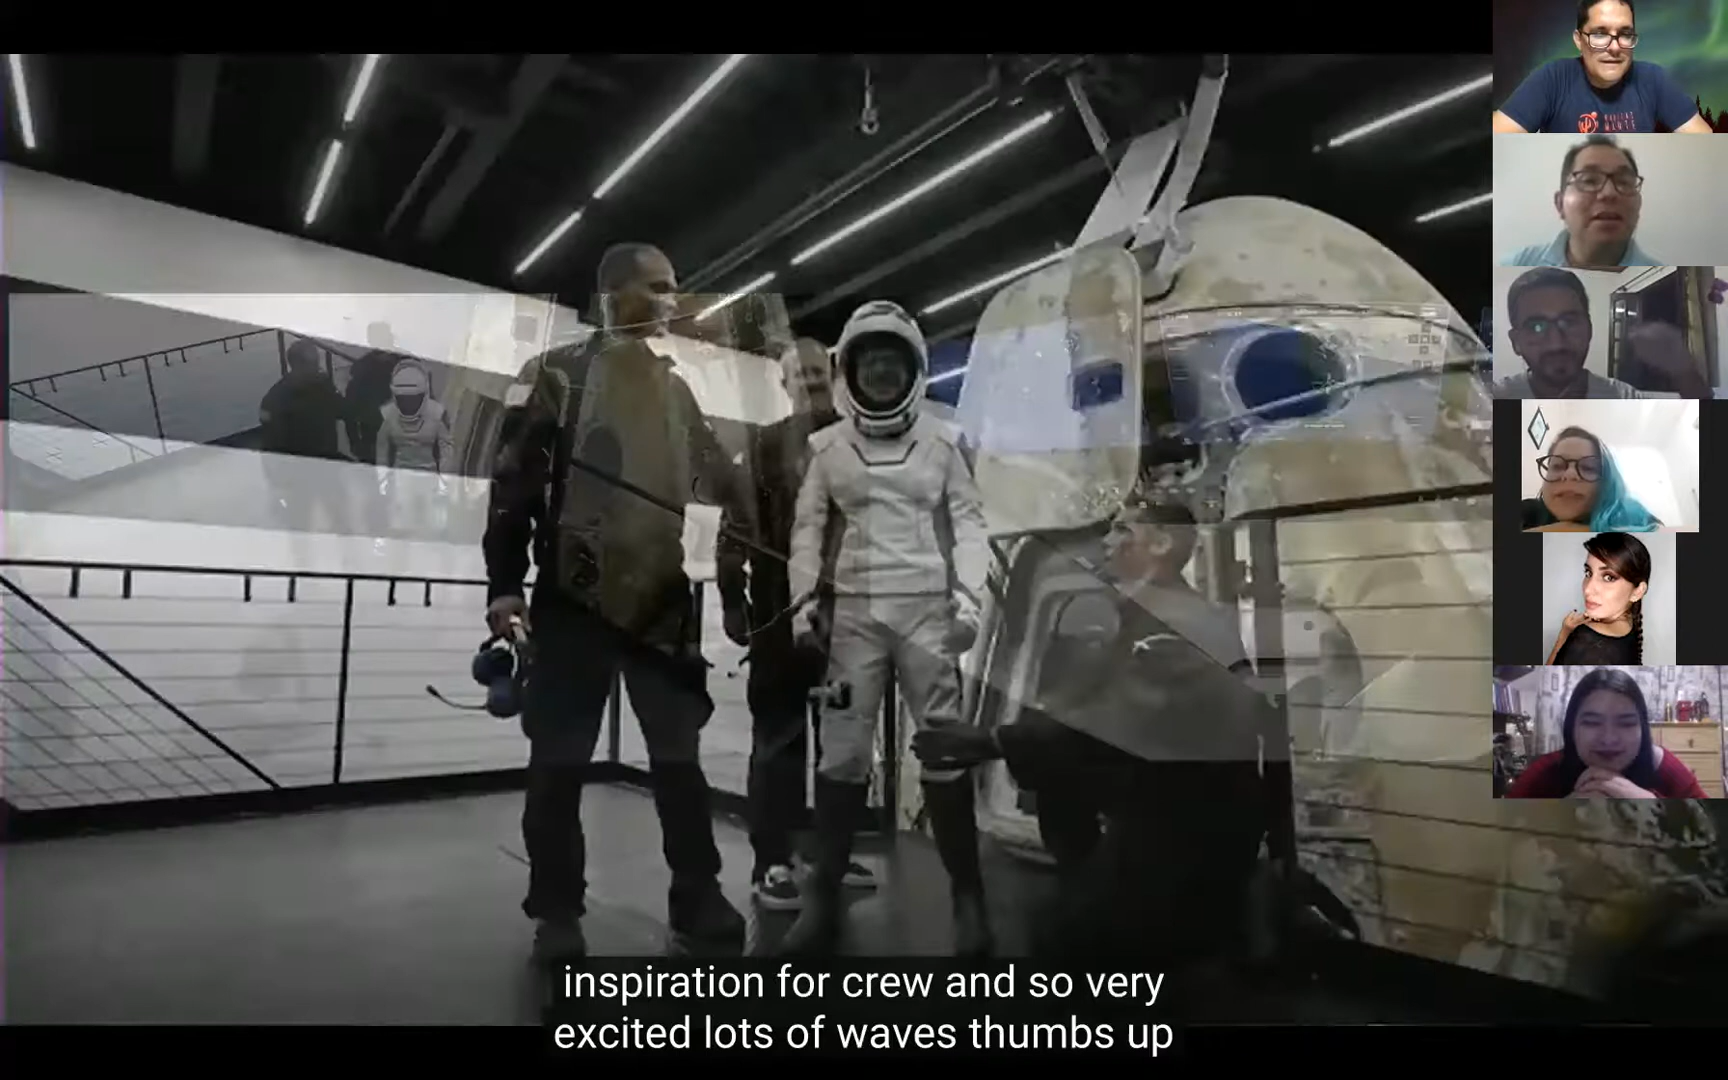 inspiration for crew and so very
excited lots of waves thumbs up